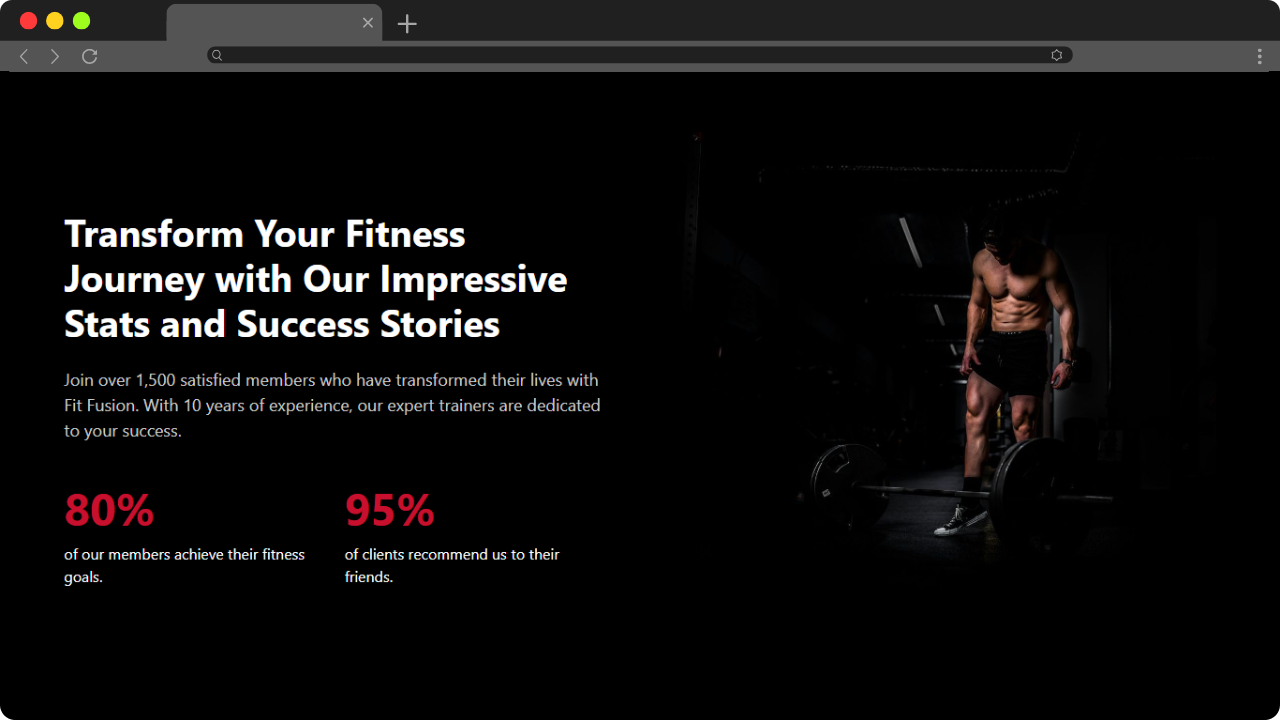 Transform Your Fitness
Journey with Our Impressive
Stats and Success Stories
Join over 1,500 satisfied members who have transformed their lives with
Fit Fusion. With 10 years of experience, our expert trainers are dedicated
to your success.
80%
95%
of our members achieve their fitness
goals.
of clients recommend us to their
friends.